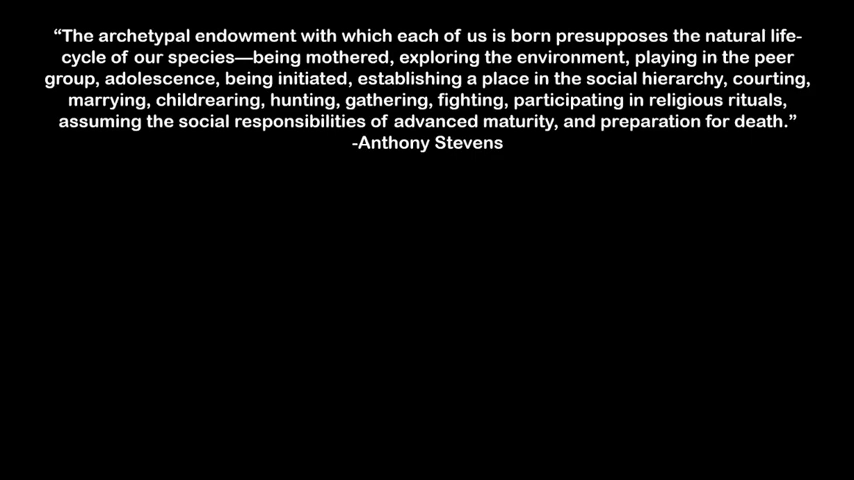 “The archetypal endowment with which each of us is born presupposes the natural life-
cycle of our species—being mothered, exploring the environment, playing in the peer
group, adolescence, being initiated, establishing a place in the social hierarchy, courting,
marrying, childrearing, hunting, gathering, fighting, participating in religious rituals,
assuming the social responsibilities of advanced maturity, and preparation for death.”
-Anthony Stevens